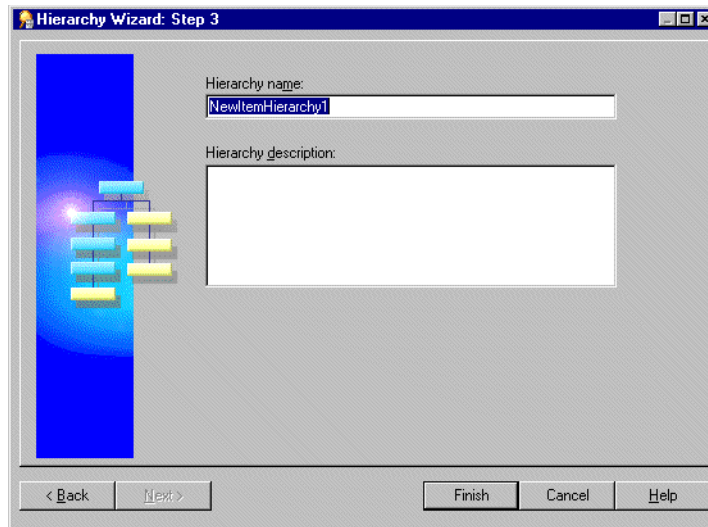 Hierarchy Wizard: Step 3
Hierarchy name:
NewItemHierarchy1
Hierarchy description:
< Back
Next >
Finish
Cancel
Help